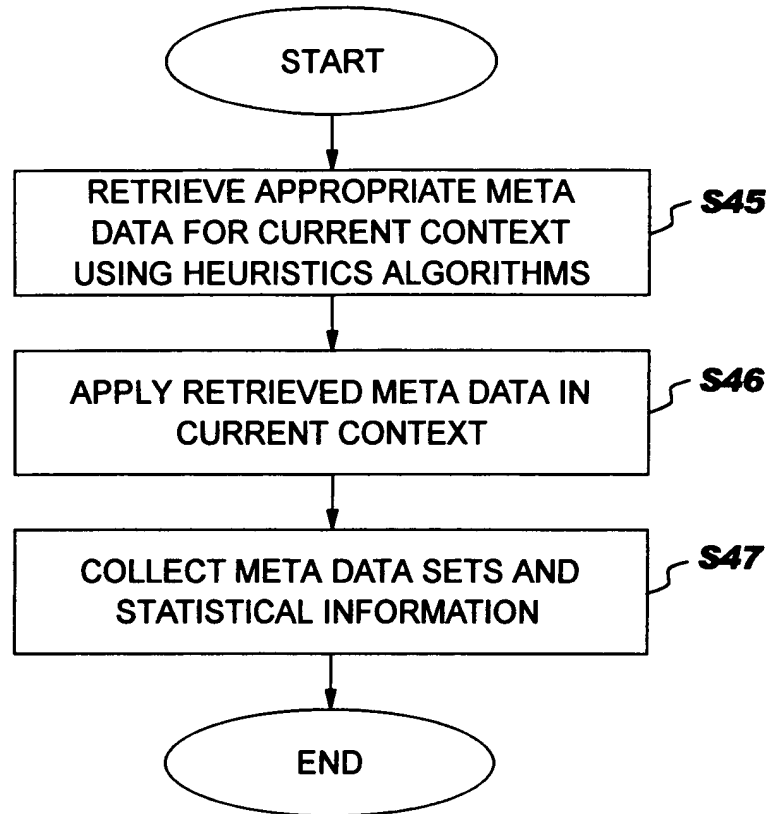 START
RETRIEVE APPROPRIATE META
DATA FOR CURRENT CONTEXT
USING HEURISTICS ALGORITHMS
S45
APPLY RETRIEVED META DATA IN
CURRENT CONTEXT
S46
COLLECT META DATA SETS AND
STATISTICAL INFORMATION
S47
END